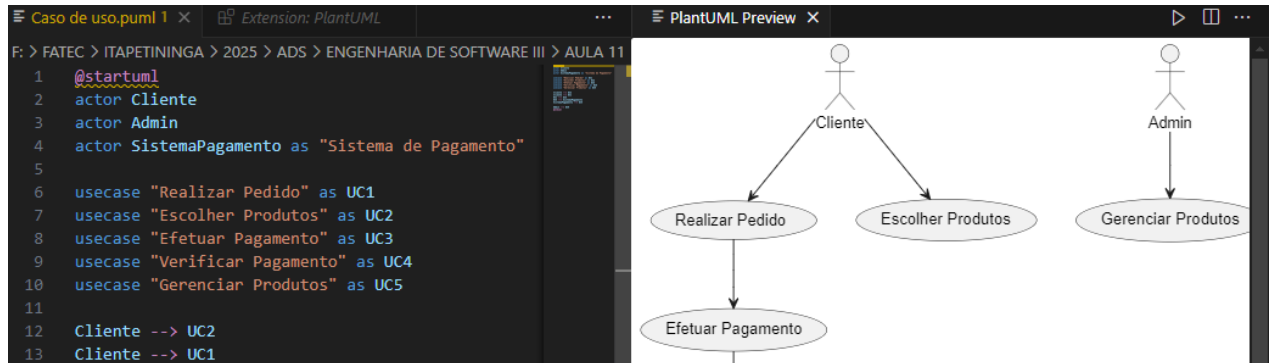 Caso de uso.puml 1
Extension: PlantUML
PlantUML Preview
F: > FATEC > ITAPETININGA > 2025 > ADS > ENGENHARIA DE SOFTWARE III > AULA 11
1 @startuml
2 actor Cliente
3 actor Admin
4 actor SistemaPagamento as "Sistema de Pagamento"
5
6 usecase "Realizar Pedido" as UC1
7 usecase "Escolher Produtos" as UC2
8 usecase "Efetuar Pagamento" as UC3
9 usecase "Verificar Pagamento" as UC4
10 usecase "Gerenciar Produtos" as UC5
11
12 Cliente --> UC2
13 Cliente --> UC1
Cliente
Admin
Realizar Pedido
Escolher Produtos
Gerenciar Produtos
Efetuar Pagamento